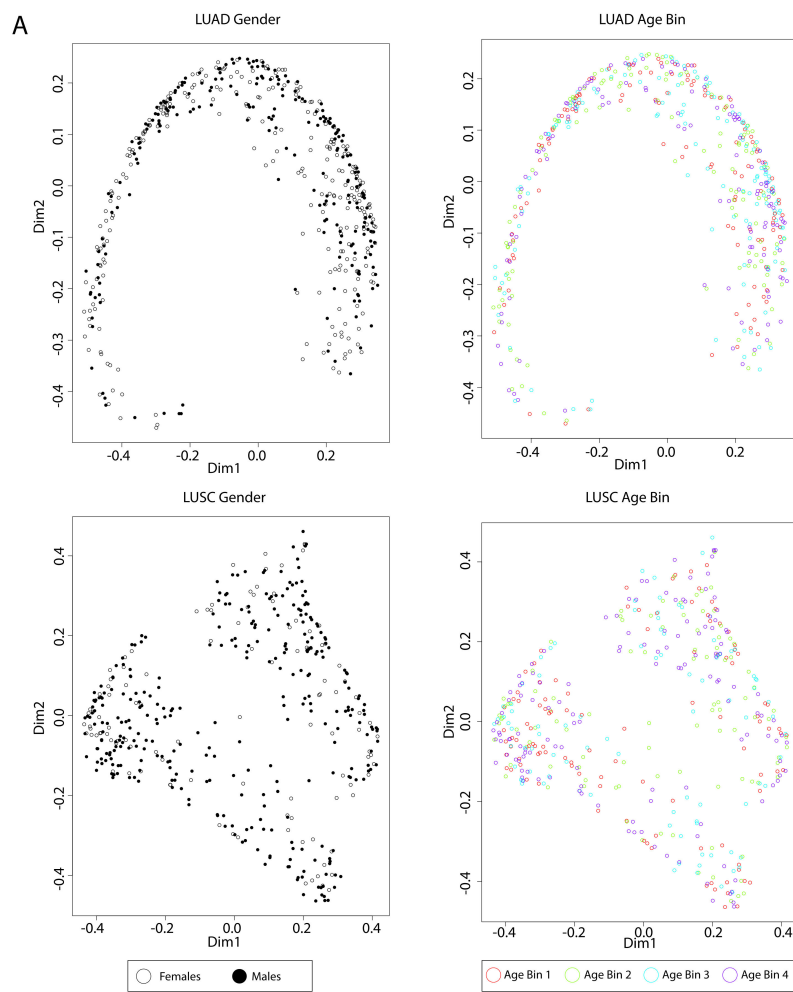 A
LUAD Gender
LUAD Age Bin
Dim2
0.2
0.1
0.0
-0.1
-0.2
-0.3
-0.4
-0.4
-0.2
0.0
0.2
Dim1
Dim2
0.2
0.1
0.0
-0.1
-0.2
-0.3
-0.4
-0.4
-0.2
0.0
0.2
Dim1
LUSC Gender
LUSC Age Bin
Dim2
0.4
0.2
0.0
-0.2
-0.4
-0.4
-0.2
0.0
0.2
0.4
Dim1
Dim2
0.4
0.2
0.0
-0.2
-0.4
-0.4
-0.2
0.0
0.2
0.4
Dim1
Females Males
Age Bin 1 Age Bin 2 Age Bin 3 Age Bin 4